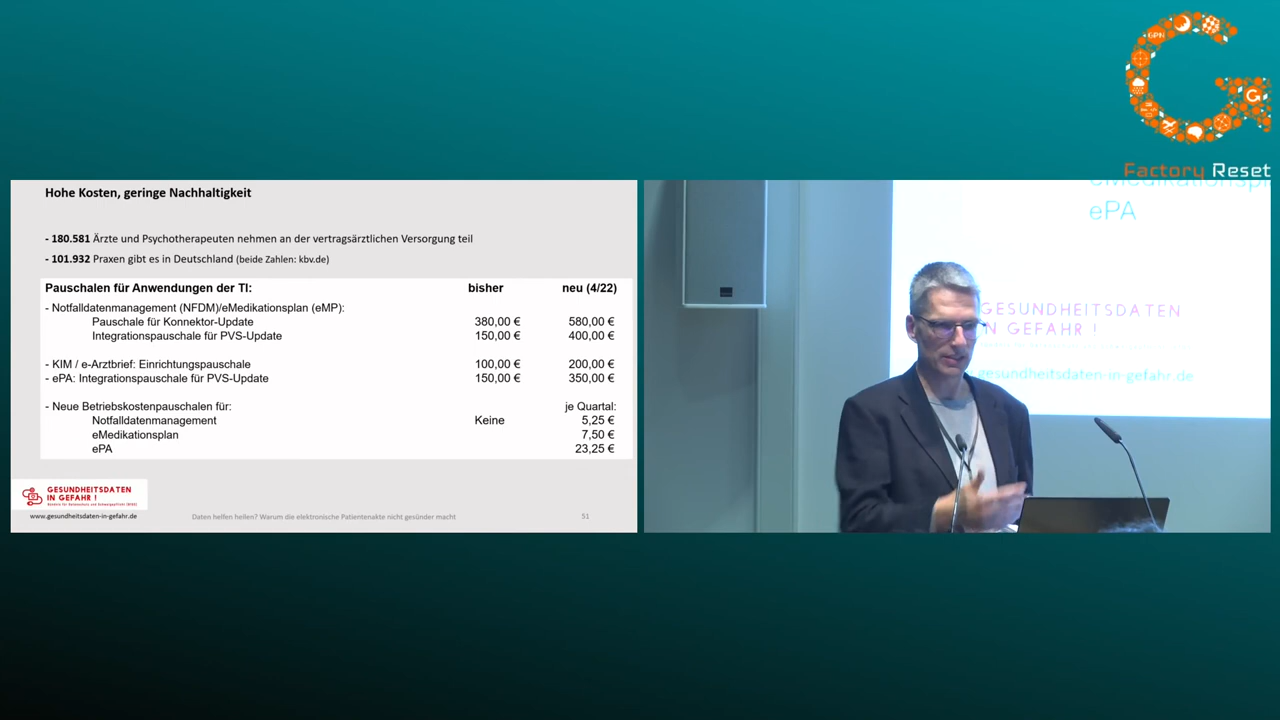 GPN
Factory Reset
Hohe Kosten, geringe Nachhaltigkeit
- 180.581 Ärzte und Psychotherapeuten nehmen an der vertragsärztlichen Versorgung teil
- 101.932 Praxen gibt es in Deutschland (beide Zahlen: kbv.de)
Pauschalen für Anwendungen der TI: bisher neu (4/22)
- Notfalldatenmanagement (NFDM)/eMedikationsplan (eMP):
Pauschale für Konnektor-Update 380,00 € 580,00 €
Integrationspauschale für PVS-Update 150,00 € 400,00 €
- KIM / e-Arztbrief: Einrichtungspauschale 100,00 € 200,00 €
- ePA: Integrationspauschale für PVS-Update 150,00 € 350,00 €
- Neue Betriebskostenpauschalen für: je Quartal:
Notfalldatenmanagement Keine 5,25 €
eMedikationsplan 7,50 €
ePA 23,25 €
GESUNDHEITSDATEN
IN GEFAHR !
www.gesundheitsdaten-in-gefahr.de
Daten helfen heilen? Warum die elektronische Patientenakte nicht gesünder macht
51
ePA
GESUNDHEITSDATEN
IN GEFAHR !
gesundheitsdaten-in-gefahr.de